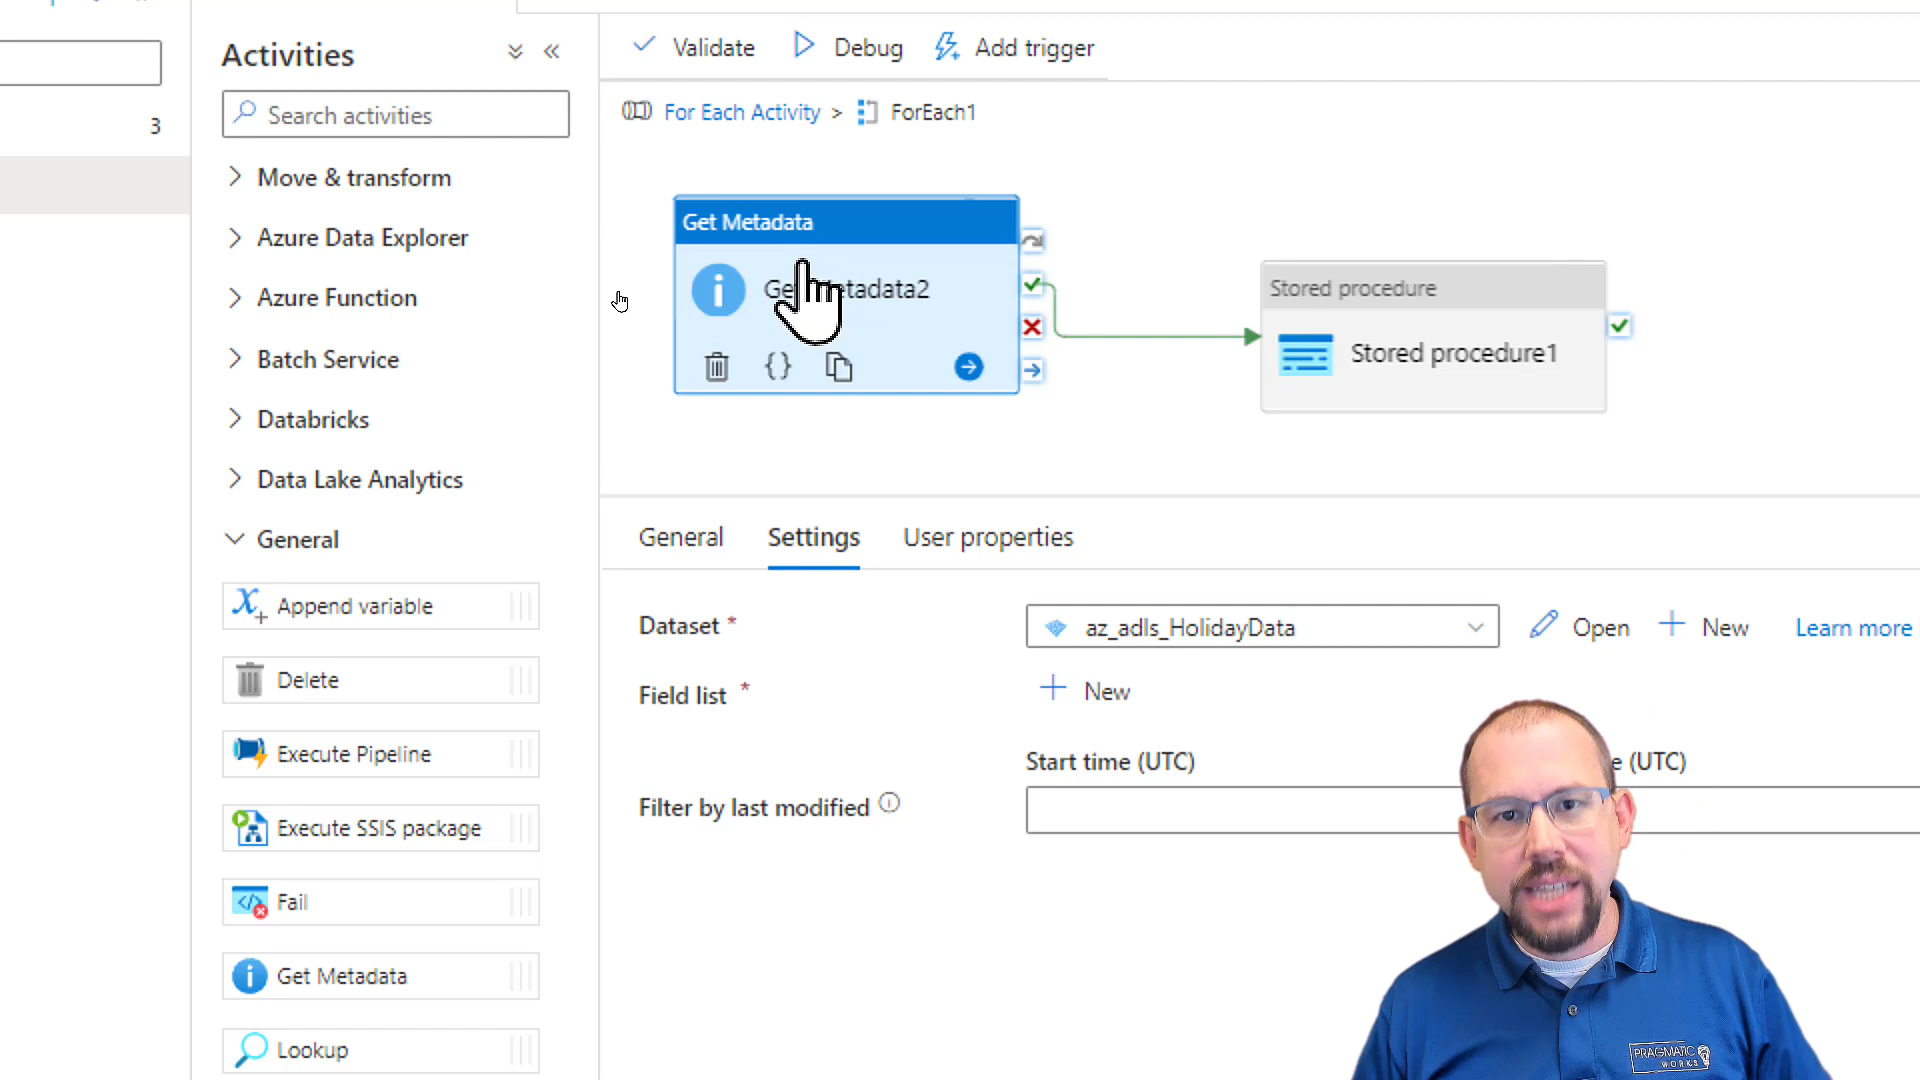 Activities
Search activities
3
Move & transform
Azure Data Explorer
Azure Function
Batch Service
Databricks
Data Lake Analytics
General
Append variable
Delete
Execute Pipeline
Execute SSIS package
Fail
Get Metadata
Lookup
Validate
Debug
Add trigger
For Each Activity > ForEach1
Get Metadata
Stored procedure
Stored procedure1
General
Settings
User properties
Dataset *
az_adls_HolidayData
Open
New
Learn more
Field list *
New
Start time (UTC)
(UTC)
Filter by last modified
PRAGMATIC
WORKS